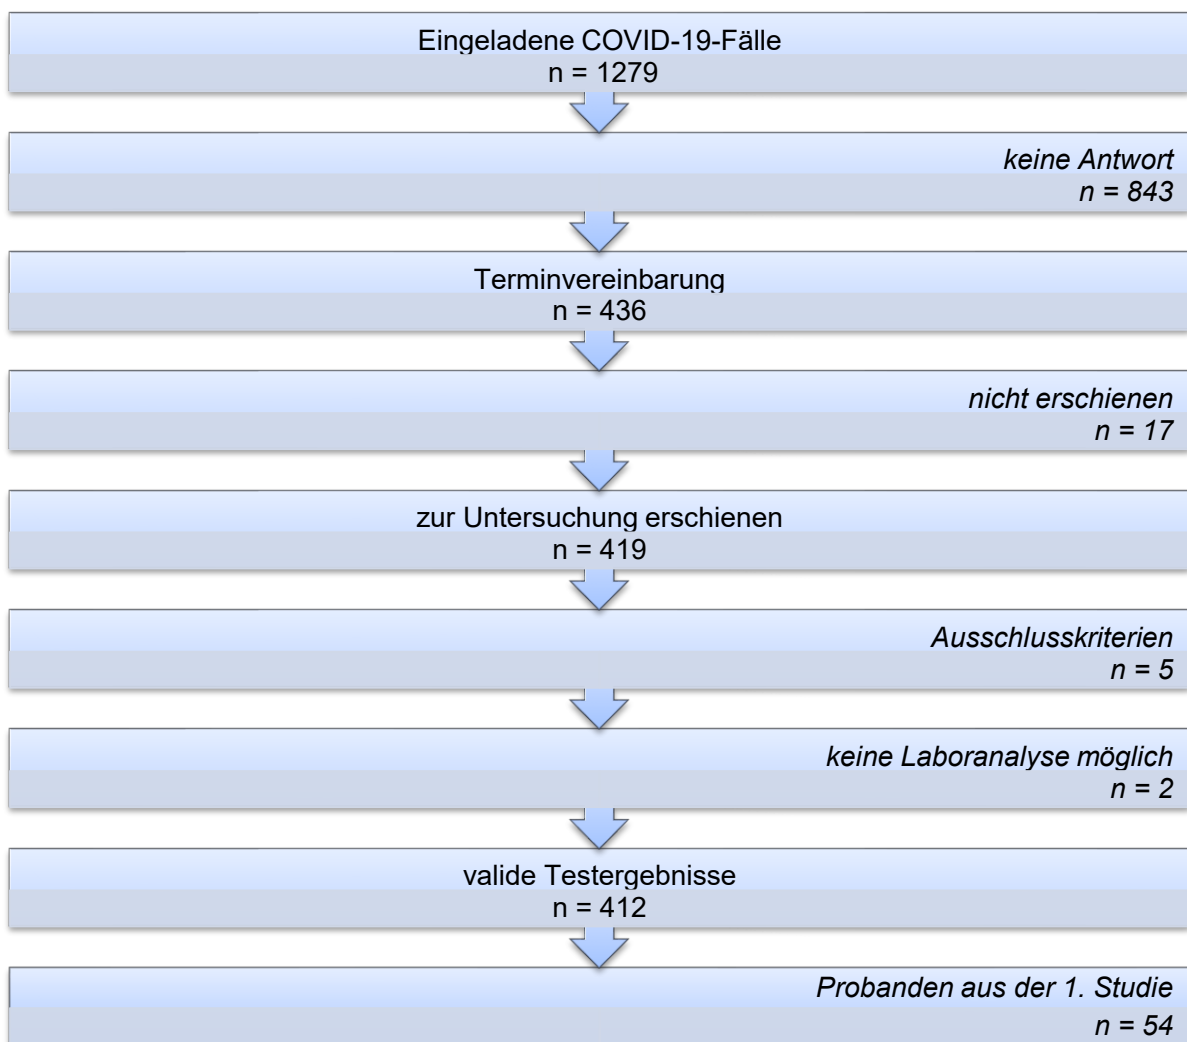 Eingeladene COVID-19-Fälle
n = 1279
keine Antwort
n = 843
Terminvereinbarung
n = 436
nicht erschienen
n = 17
zur Untersuchung erschienen
n = 419
Ausschlusskriterien
n = 5
keine Laboranalyse möglich
n = 2
valide Testergebnisse
n = 412
Probanden aus der 1. Studie
n = 54